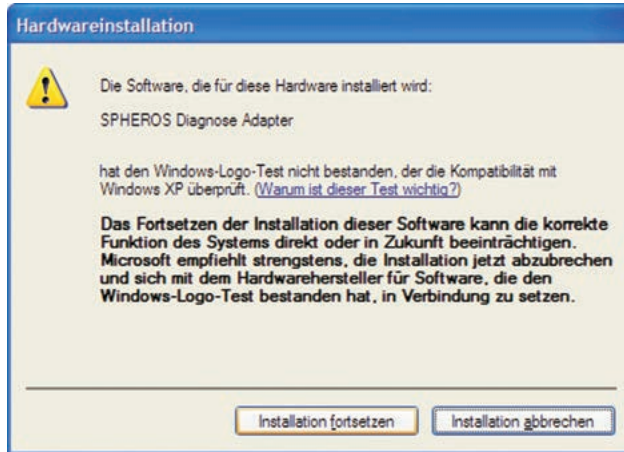 Hardwareinstallation
Die Software, die für diese Hardware installiert wird:
SPHEROS Diagnose Adapter
hat den Windows-Logo-Test nicht bestanden, der die Kompatibilität mit
Windows XP überprüft. (Warum ist dieser Test wichtig?)
Das Fortsetzen der Installation dieser Software kann die korrekte
Funktion des Systems direkt oder in Zukunft beeinträchtigen.
Microsoft empfiehlt strengstens, die Installation jetzt abzubrechen
und sich mit dem Hardwarehersteller für Software, die den
Windows-Logo-Test bestanden hat, in Verbindung zu setzen.
Installation fortsetzen Installation abbrechen